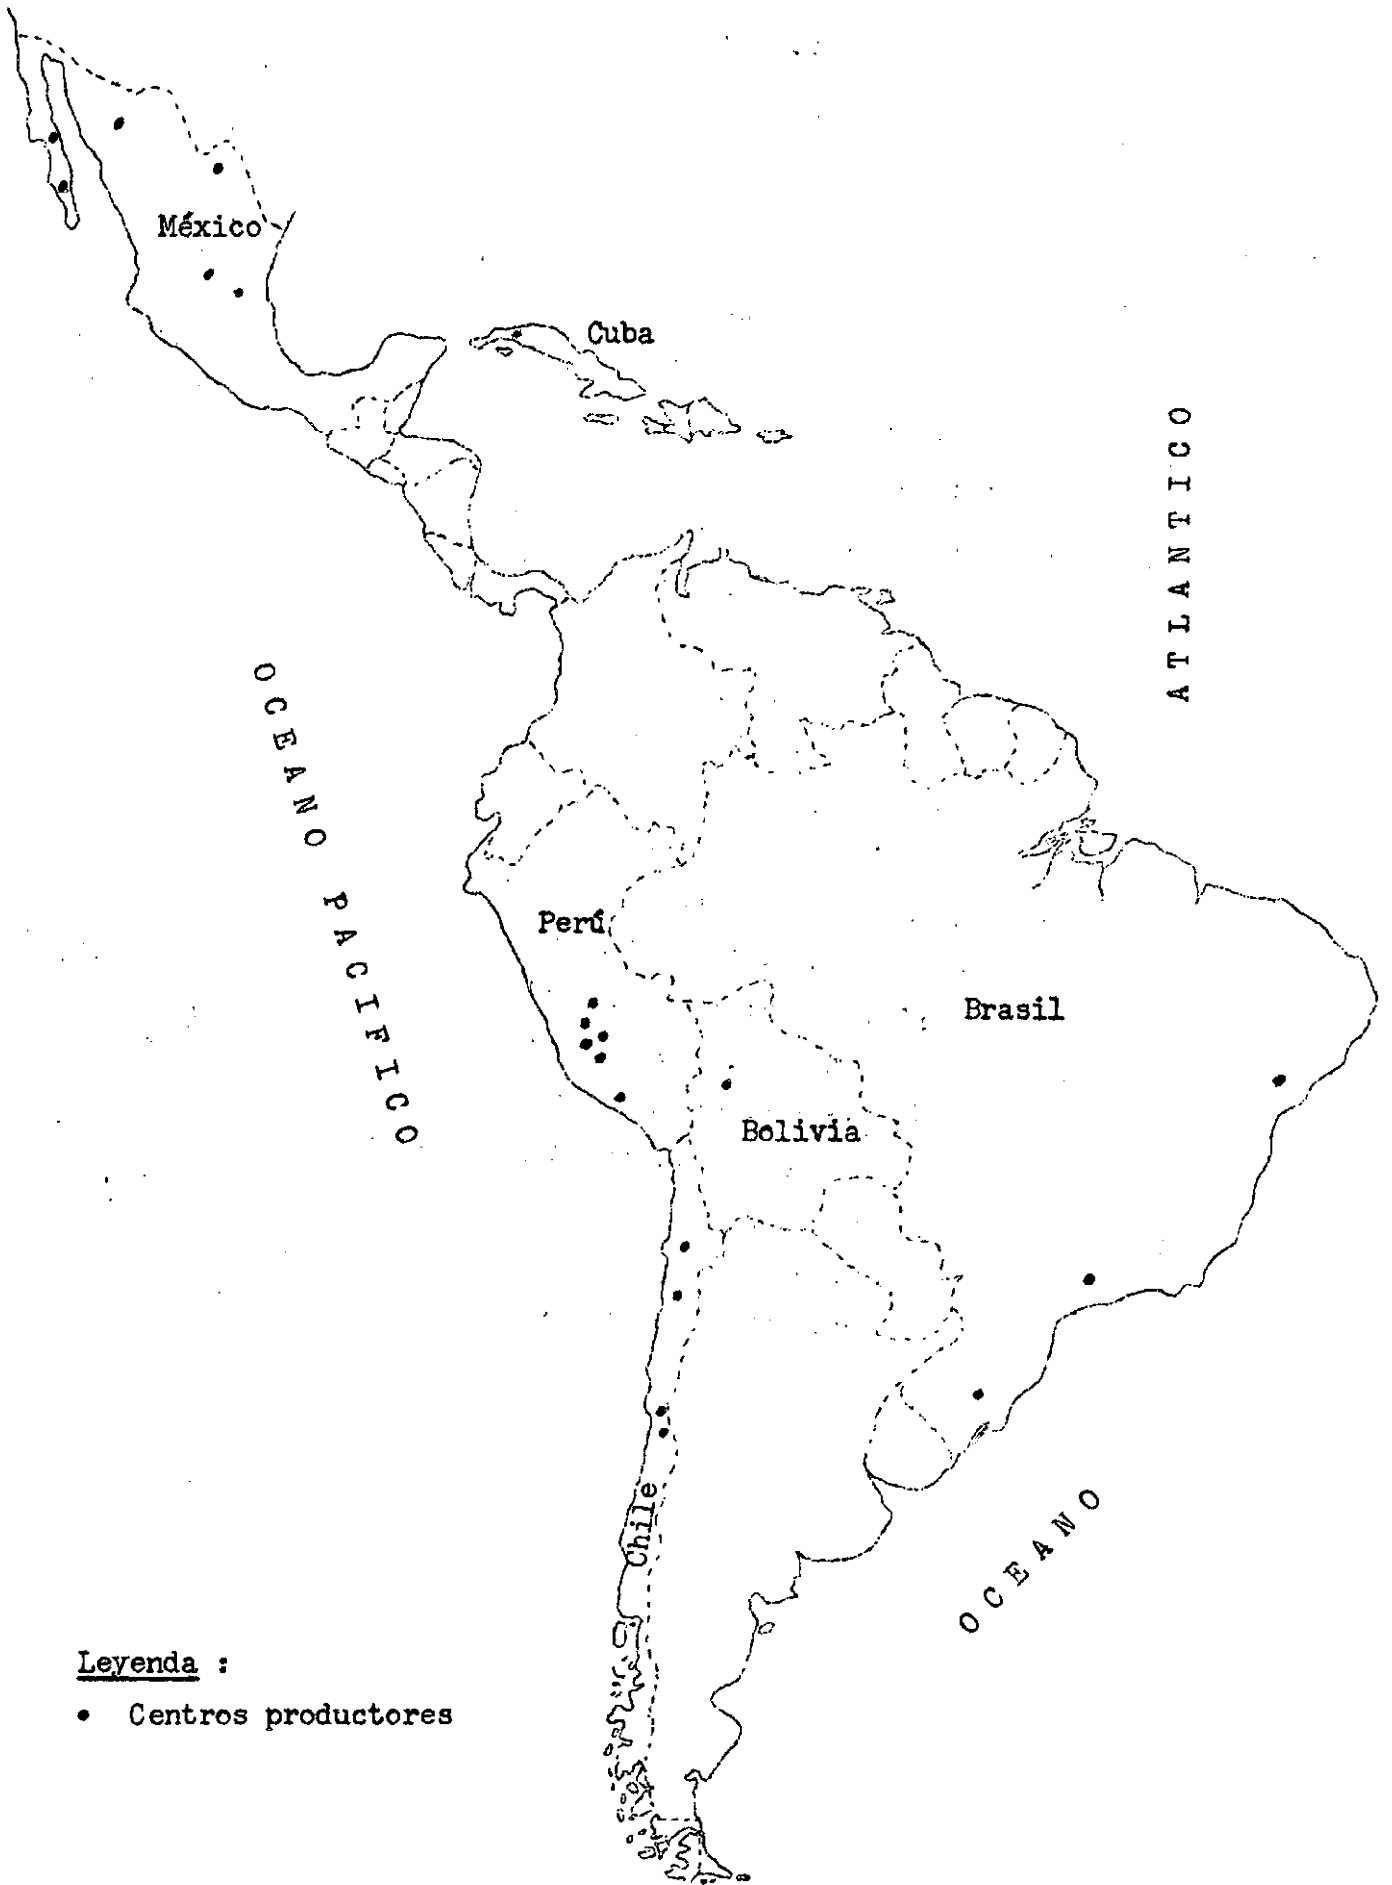 México
Cuba
ATLANTICO
OCEANO PACIFICO
Perú
Brasil
Bolivia
Chile
OCEANO
Leyenda :
• Centros productores